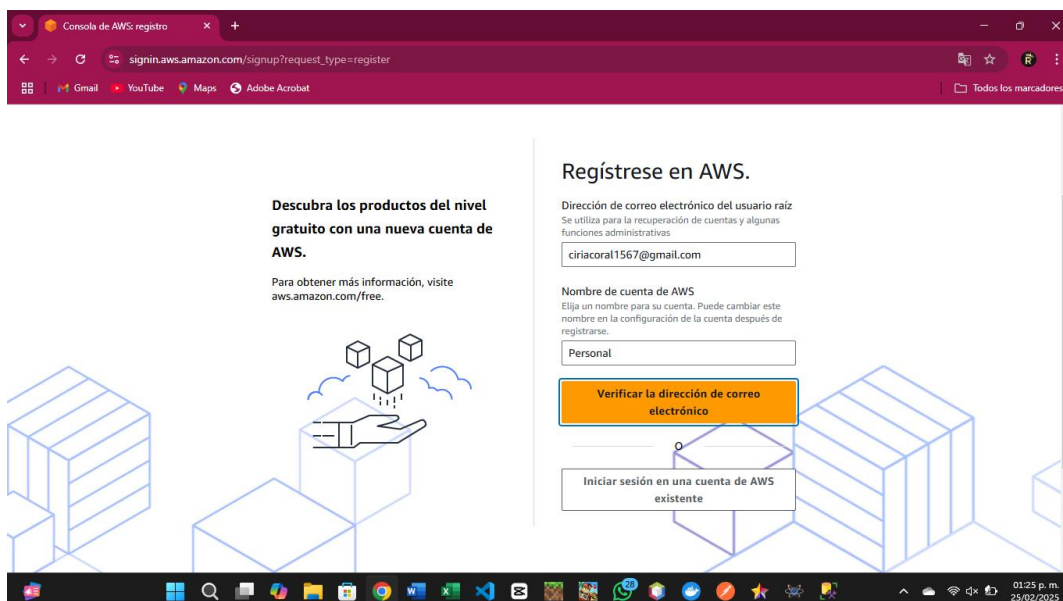 Consola de AWS: registro
signin.aws.amazon.com/signup?request_type=register
Gmail
YouTube
Maps
Adobe Acrobat
Todos los marcadores
Descubra los productos del nivel
gratuito con una nueva cuenta de
AWS.
Para obtener más información, visite
aws.amazon.com/free.
Regístrese en AWS.
Dirección de correo electrónico del usuario raíz
Se utiliza para la recuperación de cuentas y algunas
funciones administrativas
ciriacoral1567@gmail.com
Nombre de cuenta de AWS
Elija un nombre para su cuenta. Puede cambiar este
nombre en la configuración de la cuenta después de
registrarse.
Personal
Verificar la dirección de correo
electrónico
O
Iniciar sesión en una cuenta de AWS
existente
28
01:25 p. m.
25/02/2025